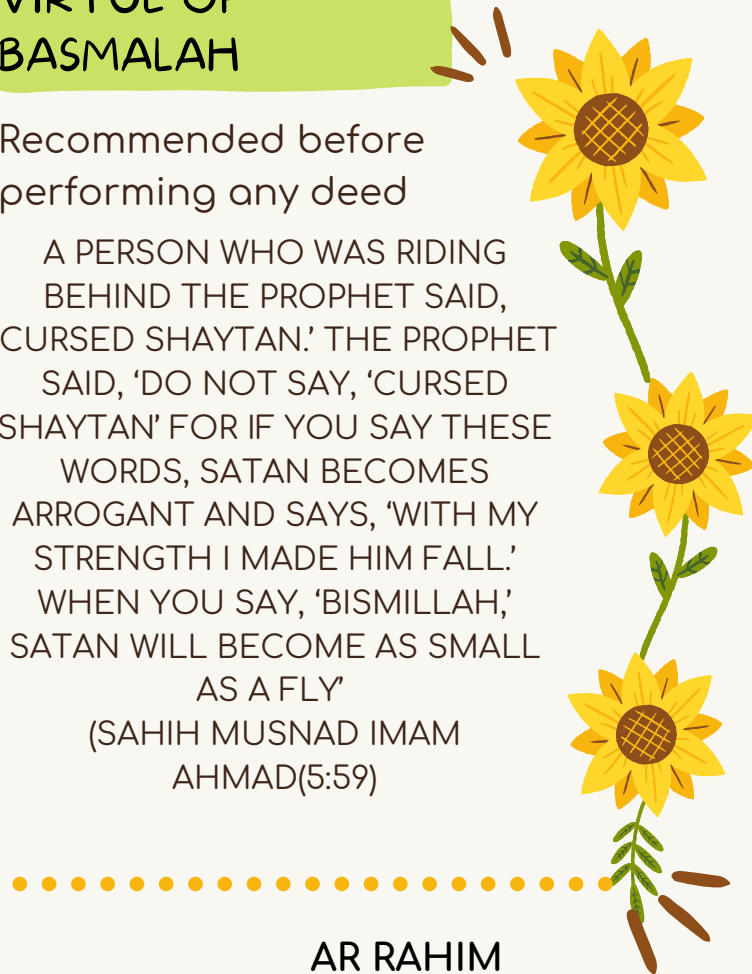 VIRTUE OF
BASMALAH
Recommended before
performing any deed
A PERSON WHO WAS RIDING
BEHIND THE PROPHET SAID,
CURSED SHAYTAN.’ THE PROPHET
SAID, ‘DO NOT SAY, ‘CURSED
SHAYTAN’ FOR IF YOU SAY THESE
WORDS, SATAN BECOMES
ARROGANT AND SAYS, ‘WITH MY
STRENGTH I MADE HIM FALL.’
WHEN YOU SAY, ‘BISMILLAH,’
SATAN WILL BECOME AS SMALL
AS A FLY’
(SAHIH MUSNAD IMAM
AHMAD(5:59)
AR RAHIM